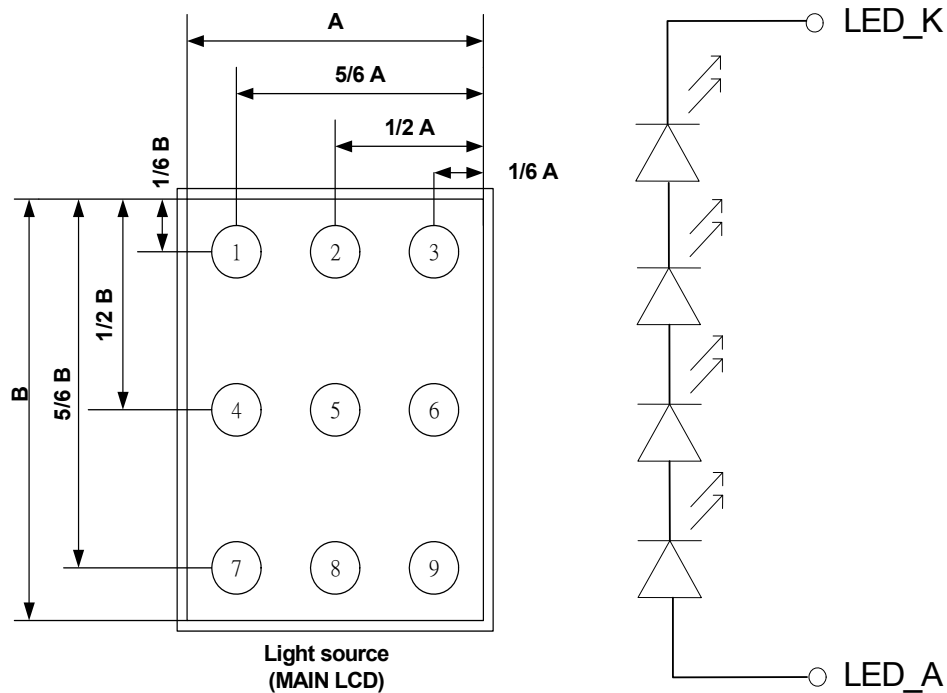 A
5/6 A
1/2 A
1/6 A
1/6 B
1/2 B
5/6 B
B
1 2 3
4 5 6
7 8 9
Light source
(MAIN LCD)
LED_K
LED_A